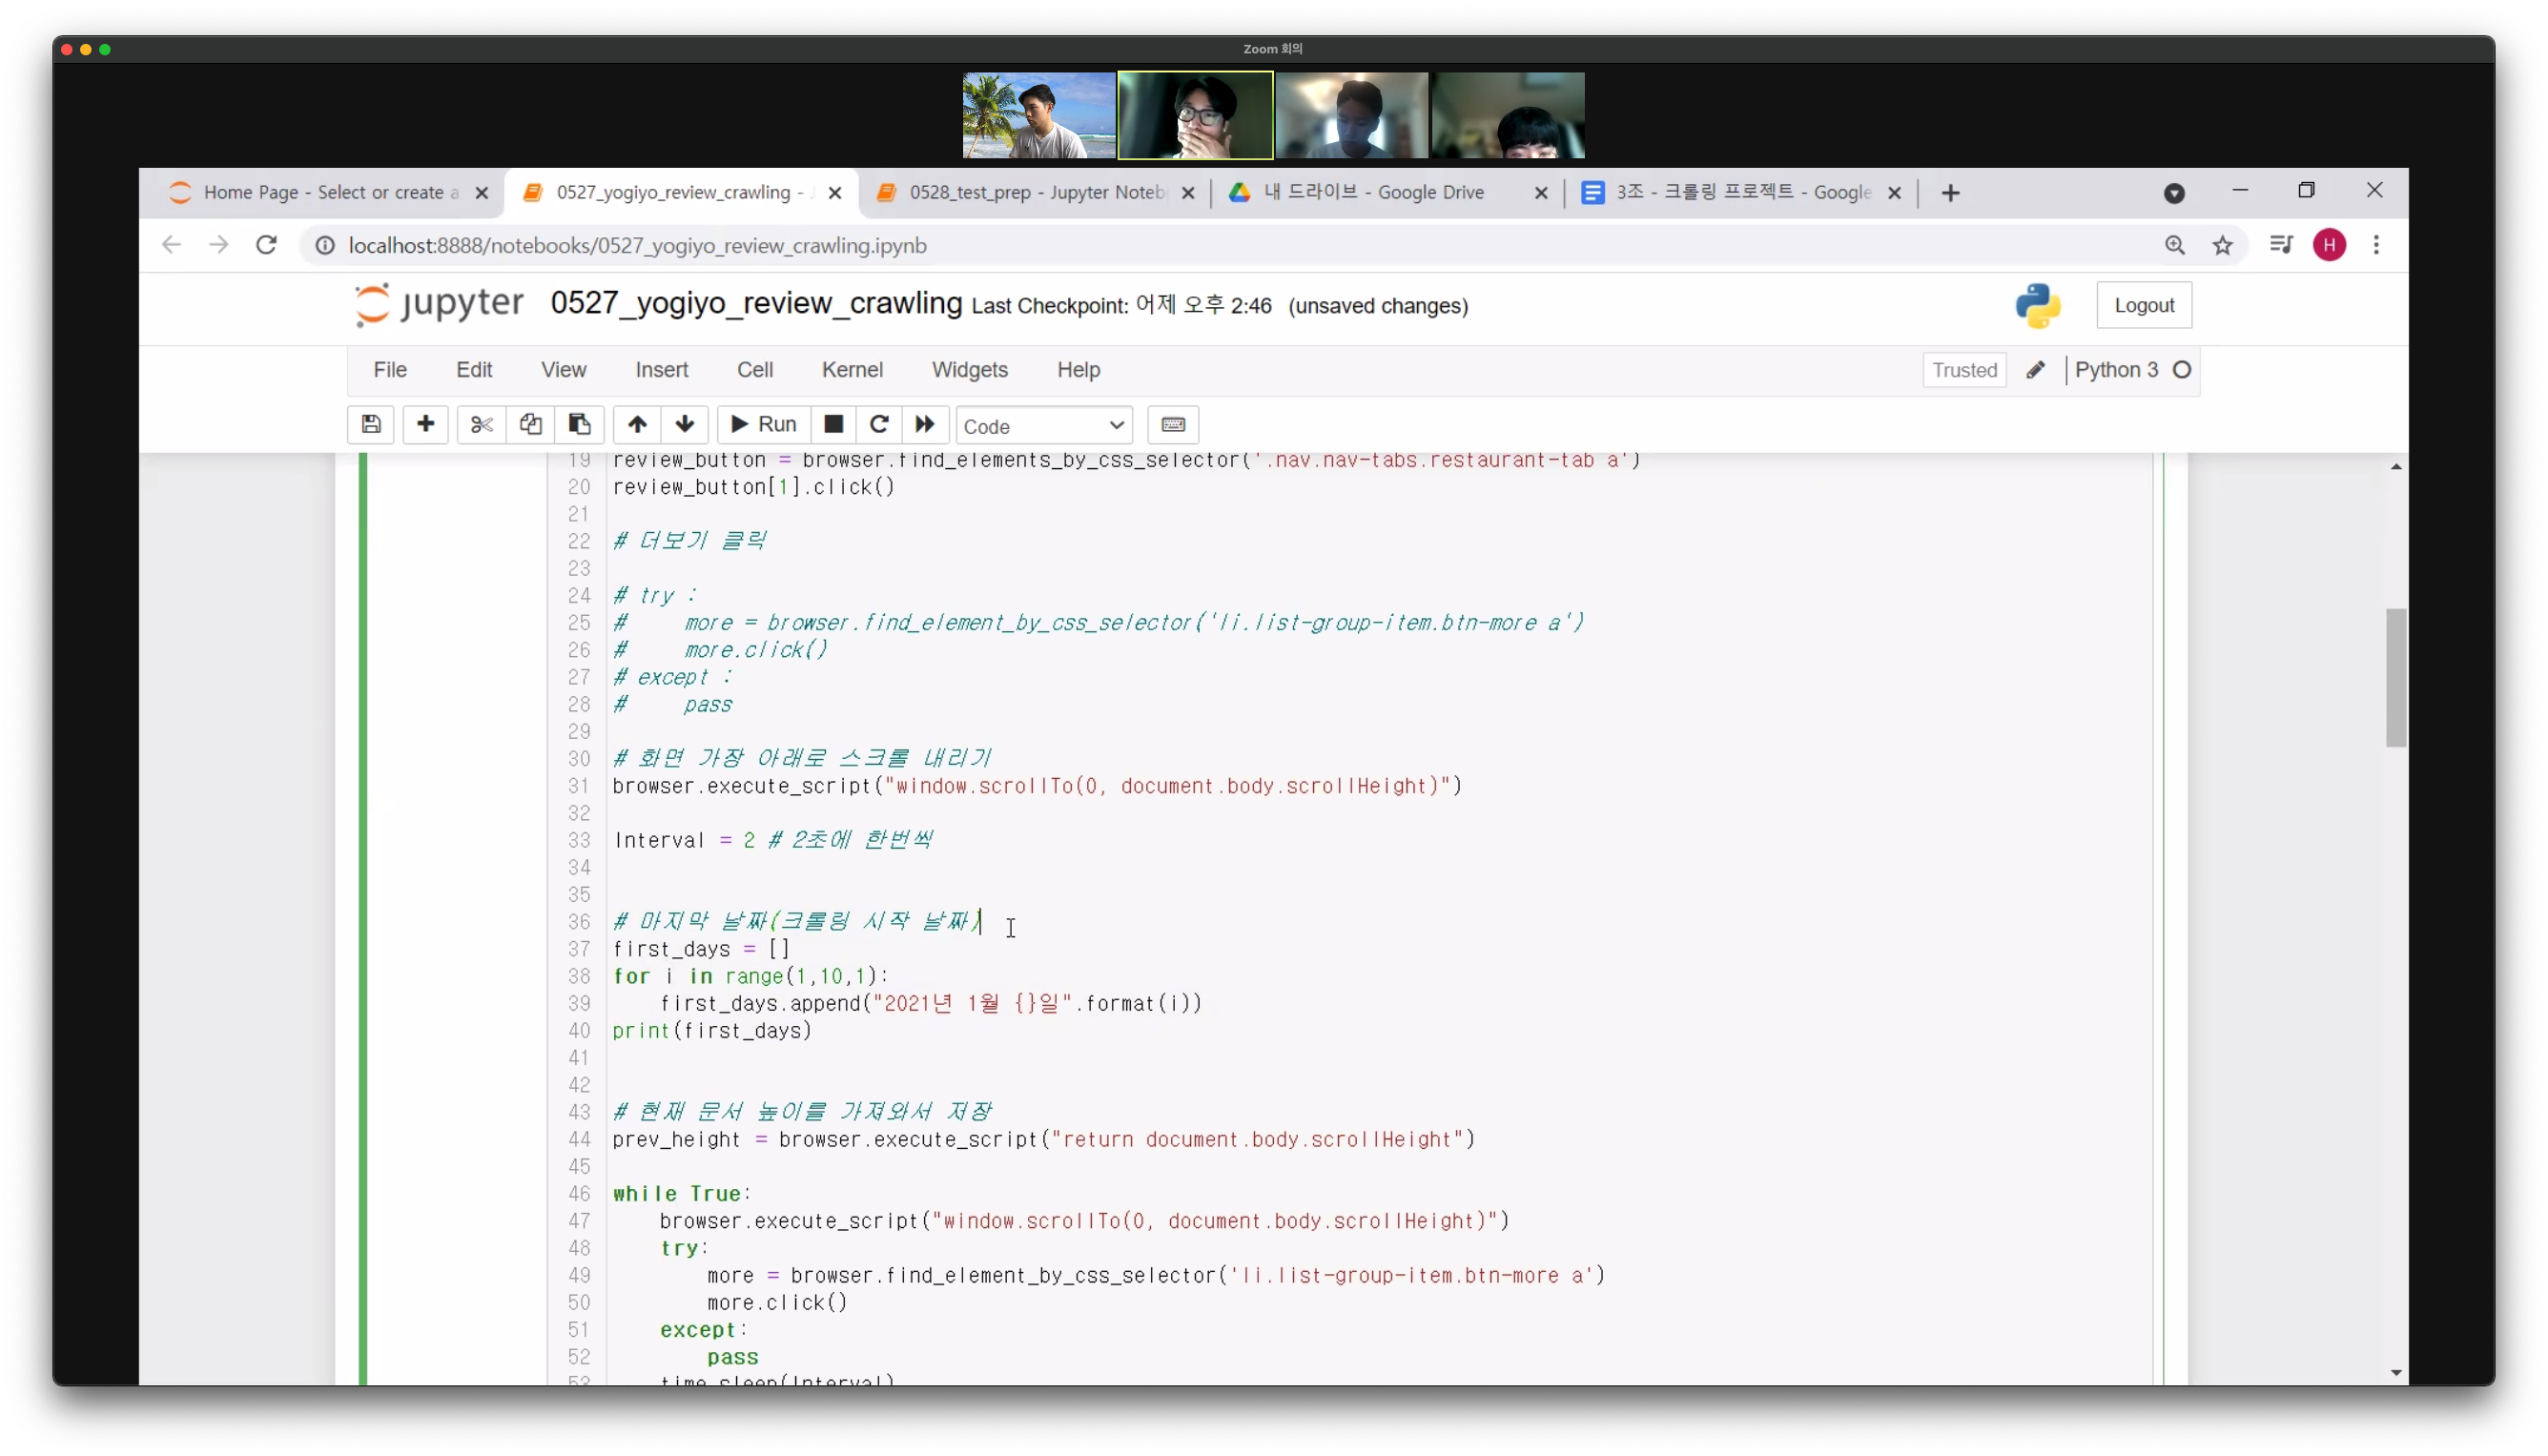 Zoom 회의
Home Page - Select or create a
0527_yogiyo_review_crawling -
0528_test_prep - Jupyter Noteb
내 드라이브 - Google Drive
3조 - 크롤링 프로젝트 - Google
localhost:8888/notebooks/0527_yogiyo_review_crawling.ipynb
H
jupyter 0527_yogiyo_review_crawling Last Checkpoint: 어제 오후 2:46 (unsaved changes)
Logout
File Edit View Insert Cell Kernel Widgets Help
Trusted Python 3
Run Code
19 review_button = browser.find_elements_by_css_selector('.nav.nav-tabs.restaurant-tab a')
20 review_button[1].click()
21
22 # 더보기 클릭
23
24 # try :
25 #     more = browser.find_element_by_css_selector('li.list-group-item.btn-more a')
26 #     more.click()
27 # except :
28 #     pass
29
30 # 화면 가장 아래로 스크롤 내리기
31 browser.execute_script("window.scrollTo(0, document.body.scrollHeight)")
32
33 Interval = 2 # 2초에 한번씩
34
35
36 # 마지막 날짜(크롤링 시작 날짜)
37 first_days = []
38 for i in range(1,10,1):
39     first_days.append("2021년 1월 {}일".format(i))
40 print(first_days)
41
42
43 # 현재 문서 높이를 가져와서 저장
44 prev_height = browser.execute_script("return document.body.scrollHeight")
45
46 while True:
47     browser.execute_script("window.scrollTo(0, document.body.scrollHeight)")
48     try:
49         more = browser.find_element_by_css_selector('li.list-group-item.btn-more a')
50         more.click()
51     except:
52         pass
53     time.sleep(Interval)